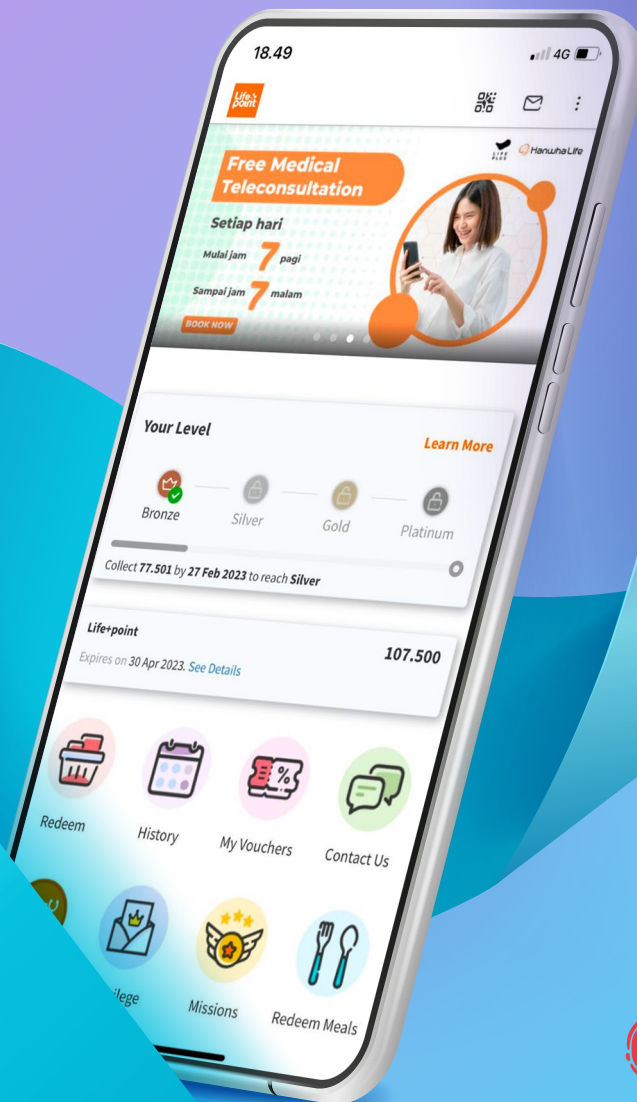 18.49
4G
Life+
point
LIFE
PLUS
Hanwha Life
Free Medical
Teleconsultation
Setiap hari
Mulai jam 7 pagi
Sampai jam 7 malam
BOOK NOW
Your Level
Learn More
Bronze
Silver
Gold
Platinum
Collect 77.501 by 27 Feb 2023 to reach Silver
Life+point
107.500
Expires on 30 Apr 2023. See Details
Redeem
History
My Vouchers
Contact Us
ilege
Missions
Redeem Meals